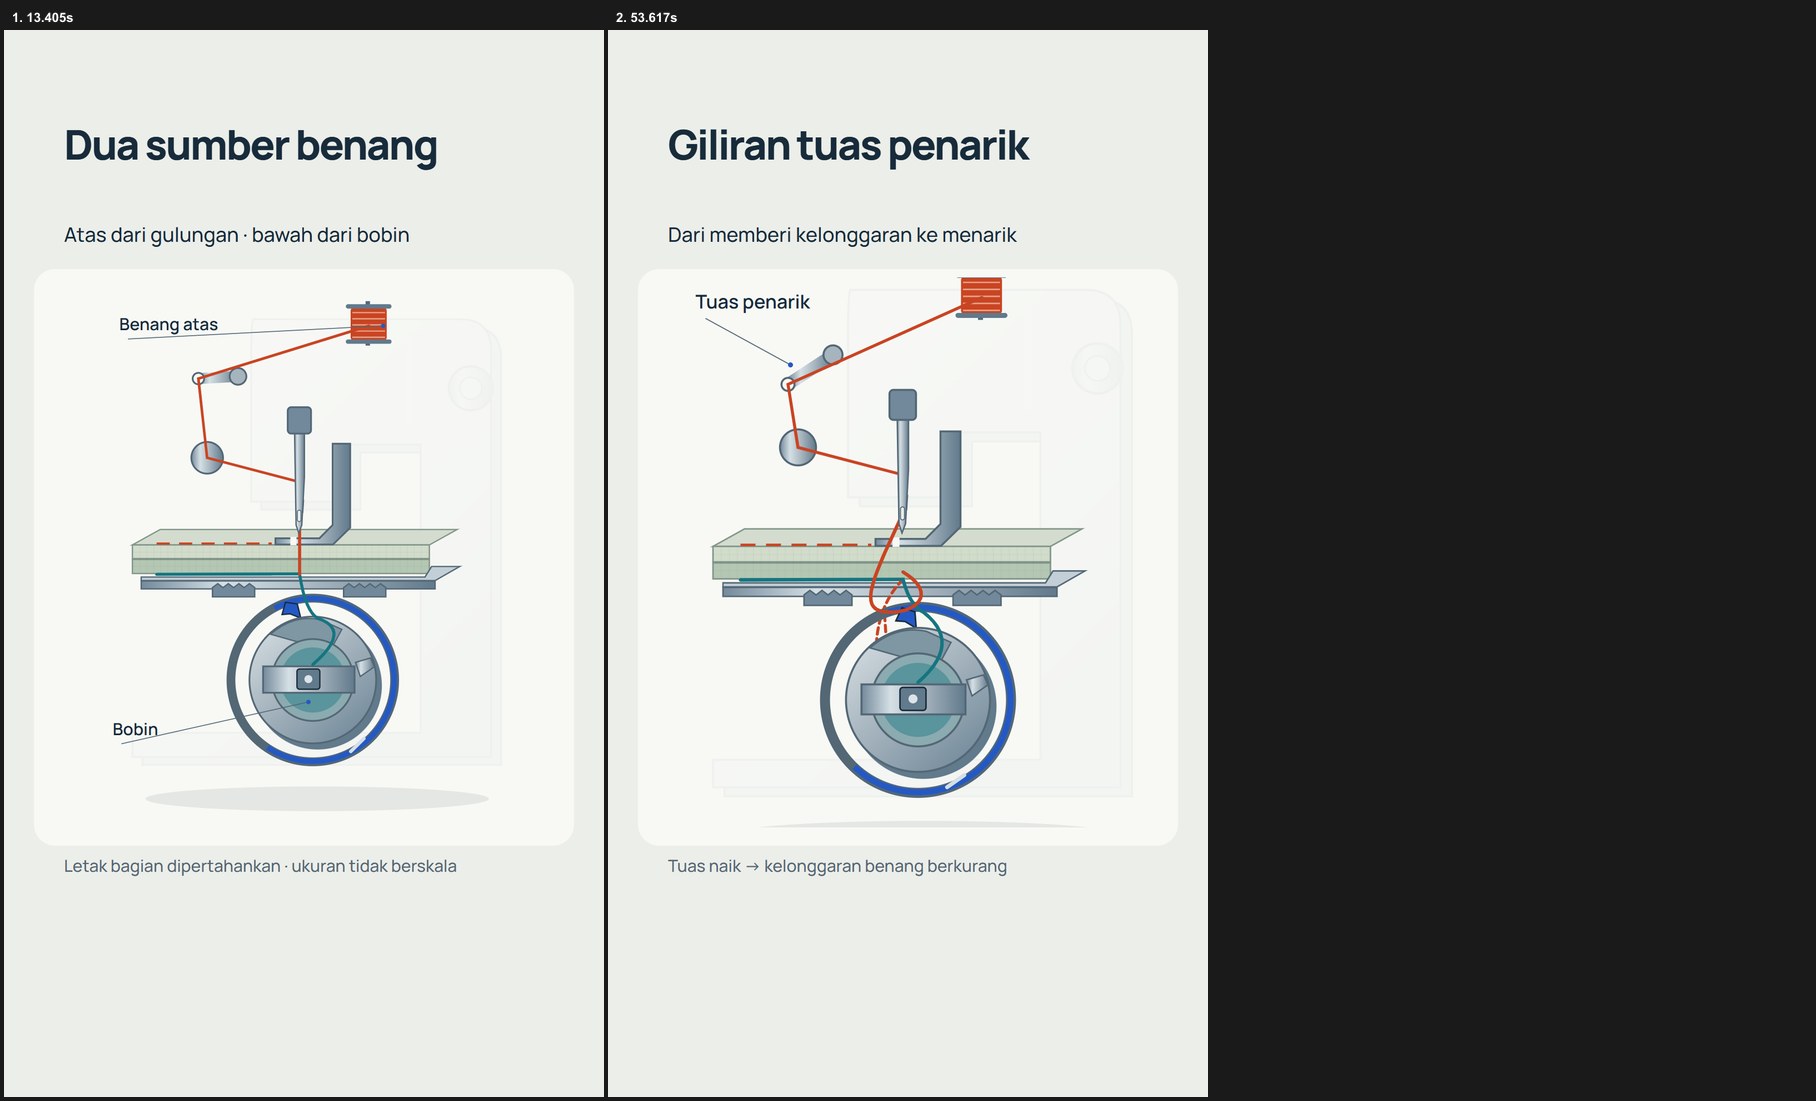 1. 13.405s
Dua sumber benang
Atas dari gulungan · bawah dari bobin
Benang atas
Bobin
Letak bagian dipertahankan · ukuran tidak berskala
2. 53.617s
Giliran tuas penarik
Dari memberi kelonggaran ke menarik
Tuas penarik
Tuas naik → kelonggaran benang berkurang